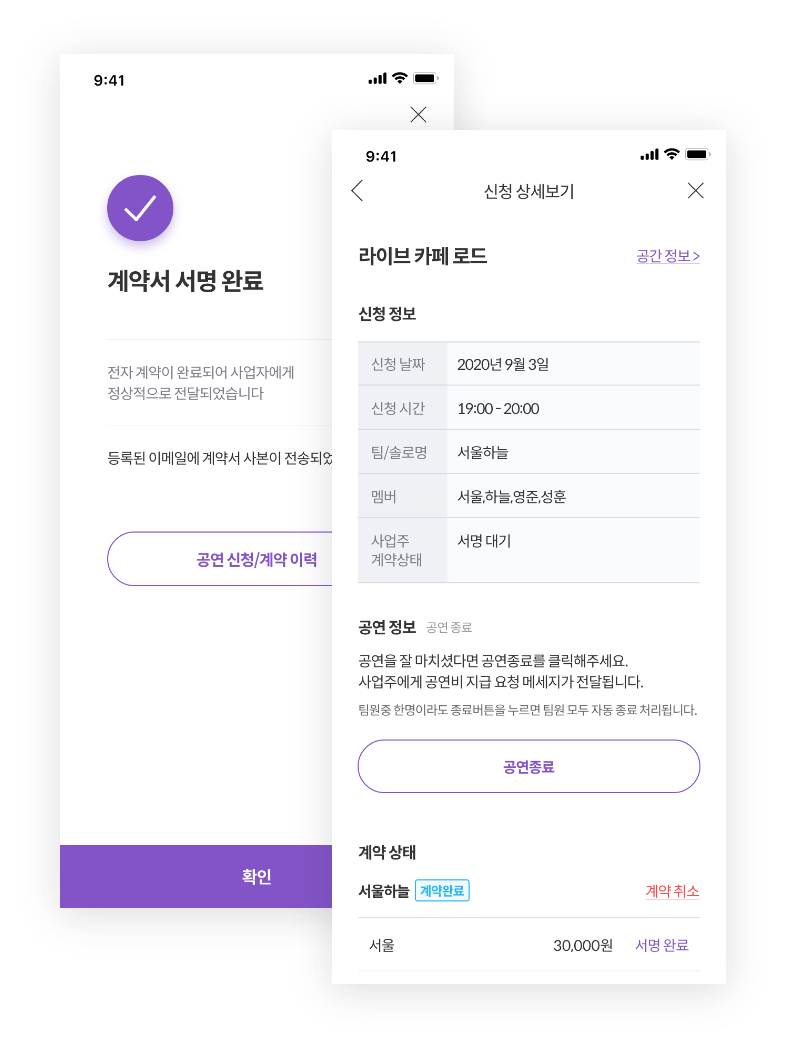 9:41
계약서 서명 완료
전자 계약이 완료되어 사업자에게
정상적으로 전달되었습니다
등록된 이메일에 계약서 사본이 전송되었
공연 신청/계약 이력
확인
9:41
신청 상세보기
라이브 카페 로드
공간 정보 >
신청 정보
신청 날짜 2020년 9월 3일
신청 시간 19:00 - 20:00
팀/솔로명 서울하늘
멤버 서울,하늘,영준,성훈
사업주 서명 대기
계약상태
공연 정보 공연 종료
공연을 잘 마치셨다면 공연종료를 클릭해주세요.
사업주에게 공연비 지급 요청 메세지가 전달됩니다.
팀원중 한명이라도 종료버튼을 누르면 팀원 모두 자동 종료 처리됩니다.
공연종료
계약 상태
서울하늘 계약완료 계약 취소
서울 30,000원 서명 완료